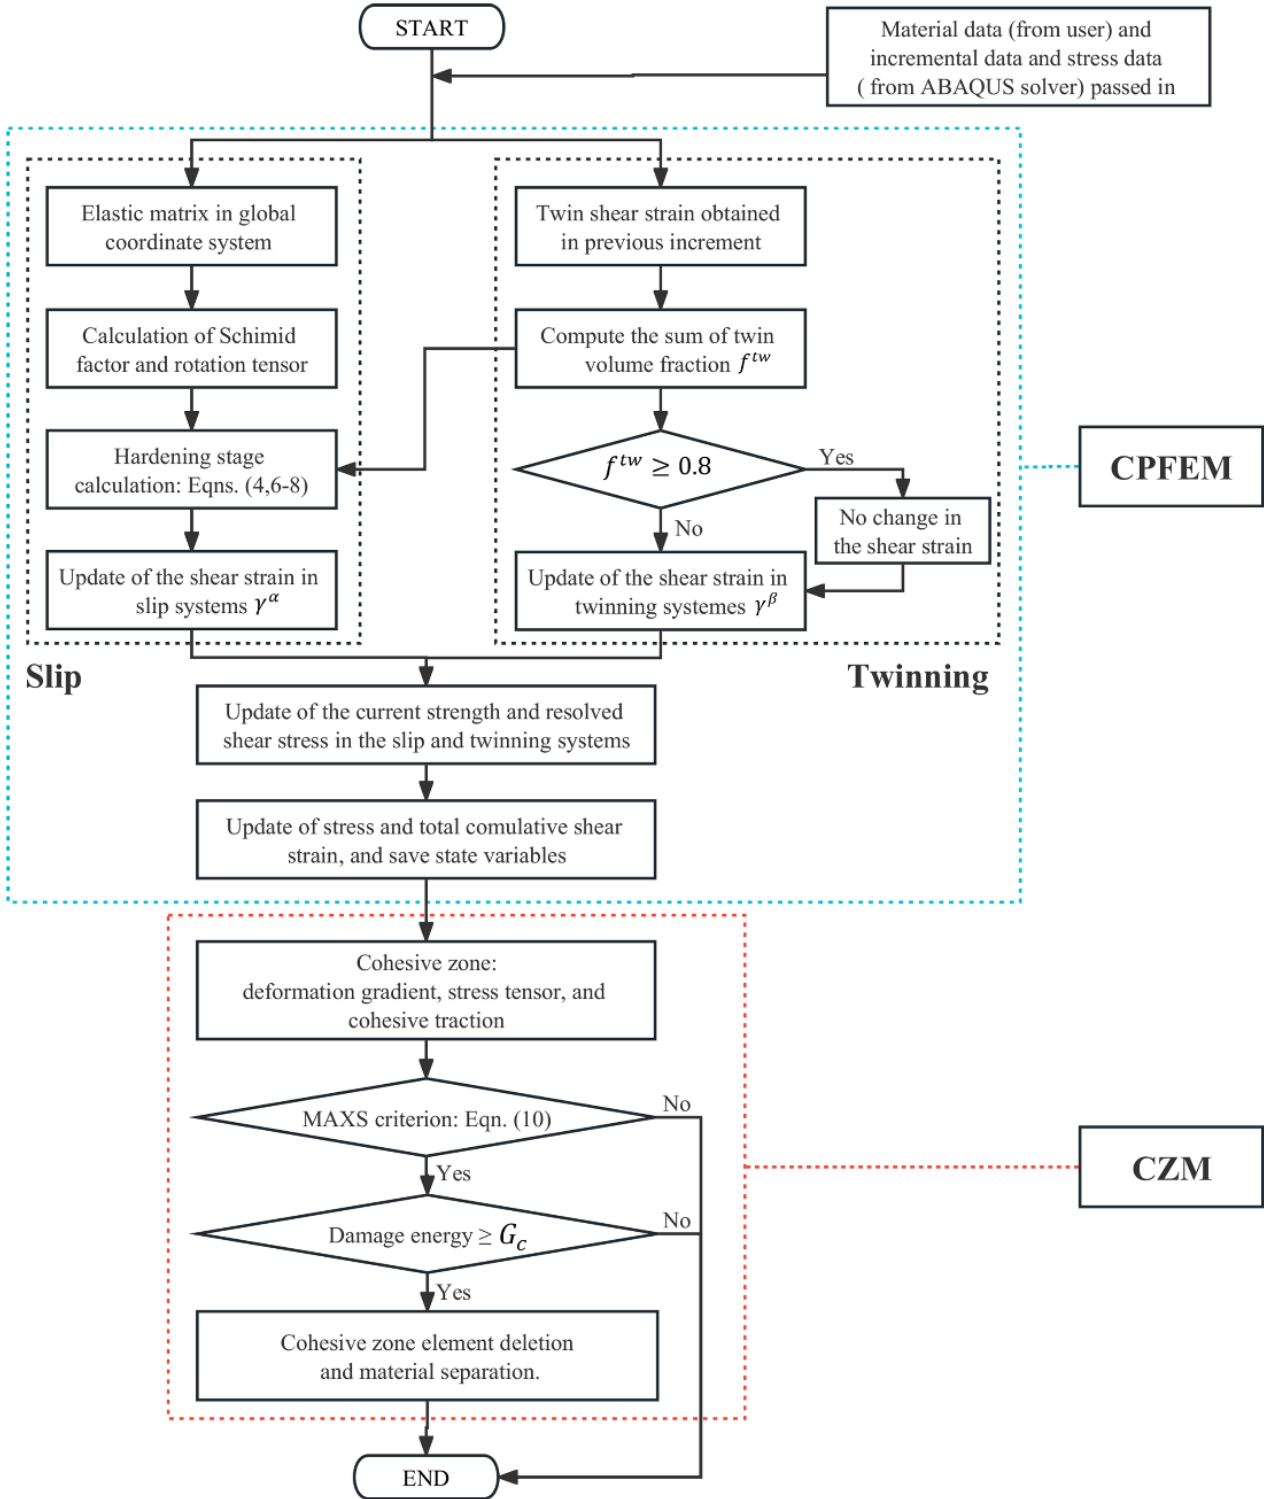 START
Material data (from user) and
incremental data and stress data
( from ABAQUS solver) passed in
Elastic matrix in global
coordinate system
Calculation of Schimid
factor and rotation tensor
Hardening stage
calculation: Eqns. (4,6-8)
Update of the shear strain in
slip systems γ^α
Slip
Twin shear strain obtained
in previous increment
Compute the sum of twin
volume fraction f^{tw}
f^{tw} ≥ 0.8
Yes
No
No change in
the shear strain
Update of the shear strain in
twinning systemes γ^β
Twinning
CPFEM
Update of the current strength and resolved
shear stress in the slip and twinning systems
Update of stress and total comulative shear
strain, and save state variables
Cohesive zone:
deformation gradient, stress tensor, and
cohesive traction
MAXS criterion: Eqn. (10)
No
Yes
Damage energy ≥ G_c
No
Yes
CZM
Cohesive zone element deletion
and material separation.
END